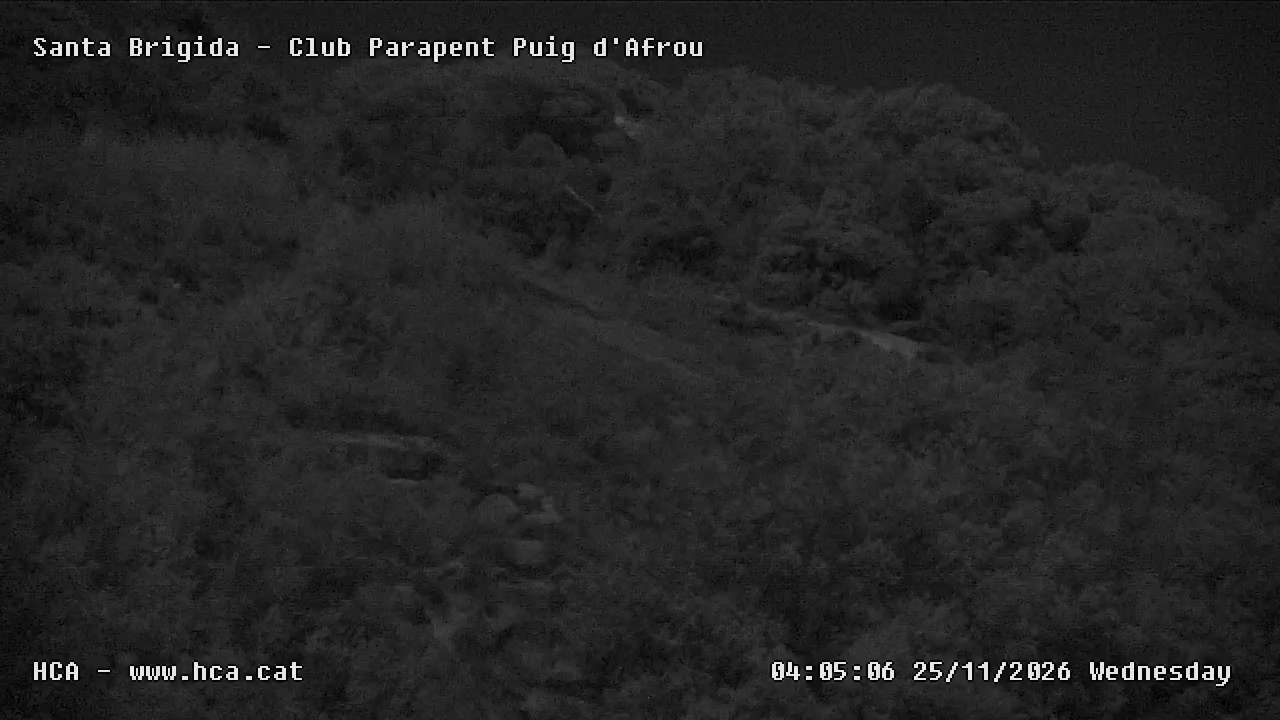 Santa Brigida - Club Parapent Puig d'Afrou
HCA - www.hca.cat
04:05:06 25/11/2026 Wednesday